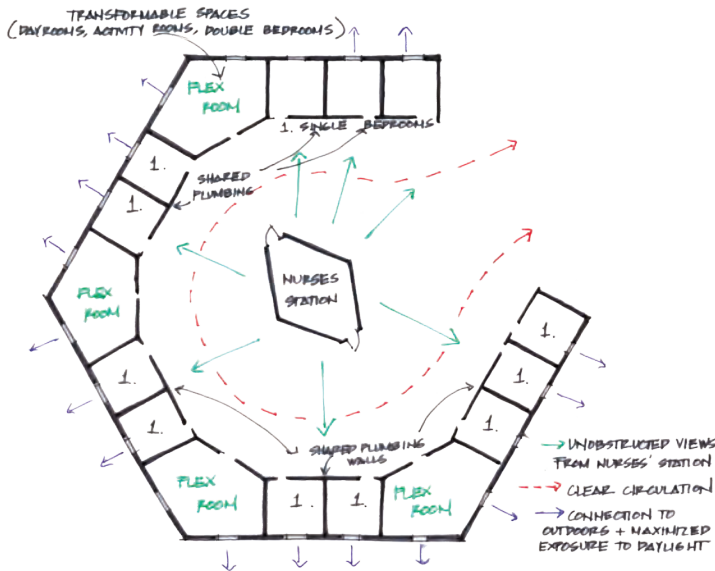 TRANSFORMABLE SPACES
(DAYROOMS, ACTIVITY ROOMS, DOUBLE BEDROOMS)
FLEX
ROOM
1. SINGLE BEDROOMS
1.
SHARED
PLUMBING
1.
NURSES
STATION
FLEX
ROOM
1.
1.
1.
1.
1.
1.
SHARED PLUMBING
WALLS
FLEX
ROOM
1.
1.
FLEX
ROOM
→ UNOBSTRUCTED VIEWS
FROM NURSES' STATION
→ CLEAR CIRCULATION
→ CONNECTION TO
OUTDOORS + MAXIMIZED
EXPOSURE TO DAYLIGHT